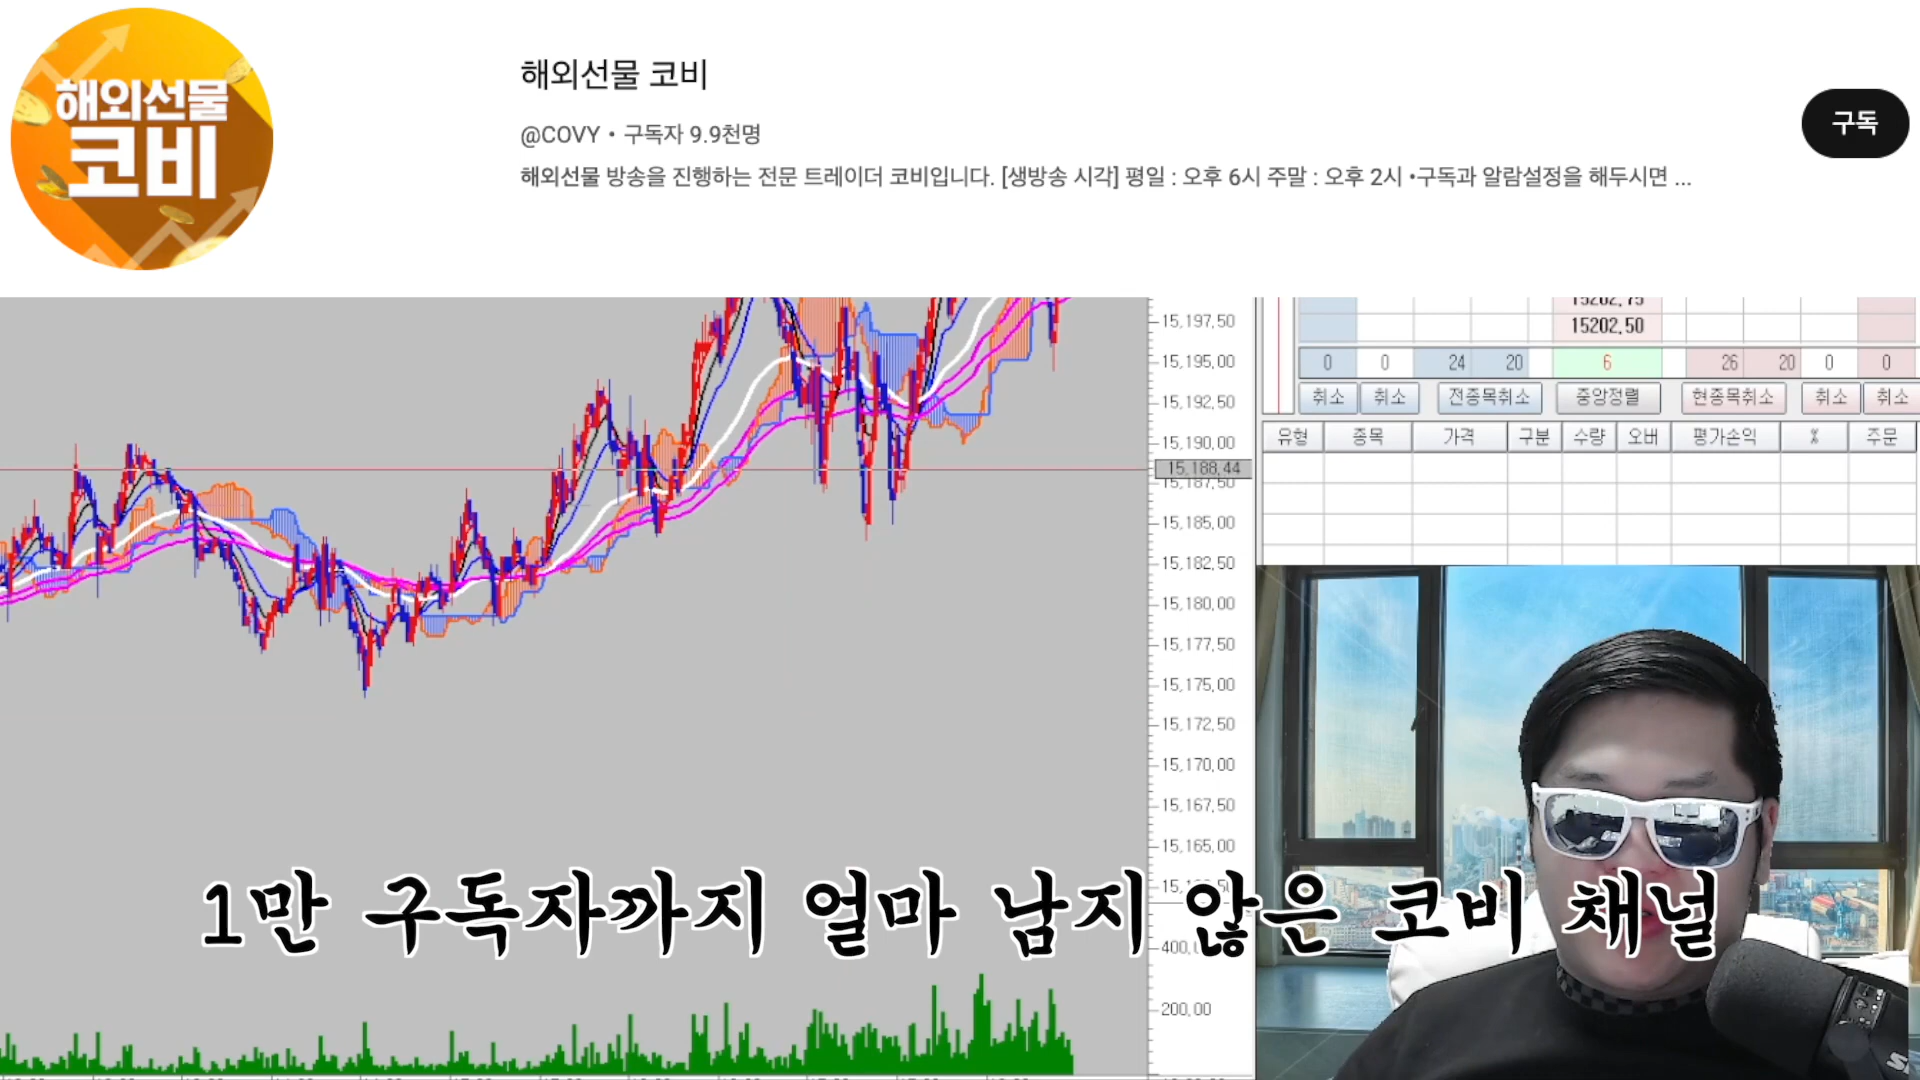 해외선물
코비
해외선물 코비
@COVY • 구독자 9.9천명
해외선물 방송을 진행하는 전문 트레이더 코비입니다. [생방송 시각] 평일 : 오후 6시 주말 : 오후 2시 •구독과 알람설정을 해두시면 ...
구독
15,197,50
15,195,00
15,192,50
15,190,00
15,188,44
15,187,50
15,185,00
15,182,50
15,180,00
15,177,50
15,175,00
15,172,50
15,170,00
15,167,50
15,165,00
200,00
15202,75
15202,50
0 0 24 20 6 26 20 0 0
취소 취소 전종목취소 중앙정렬 현종목취소 취소 취소
유형 종목 가격 구분 수량 오버 평가손익 % 주문
1만 구독자까지 얼마 남지 않은 코비 채널